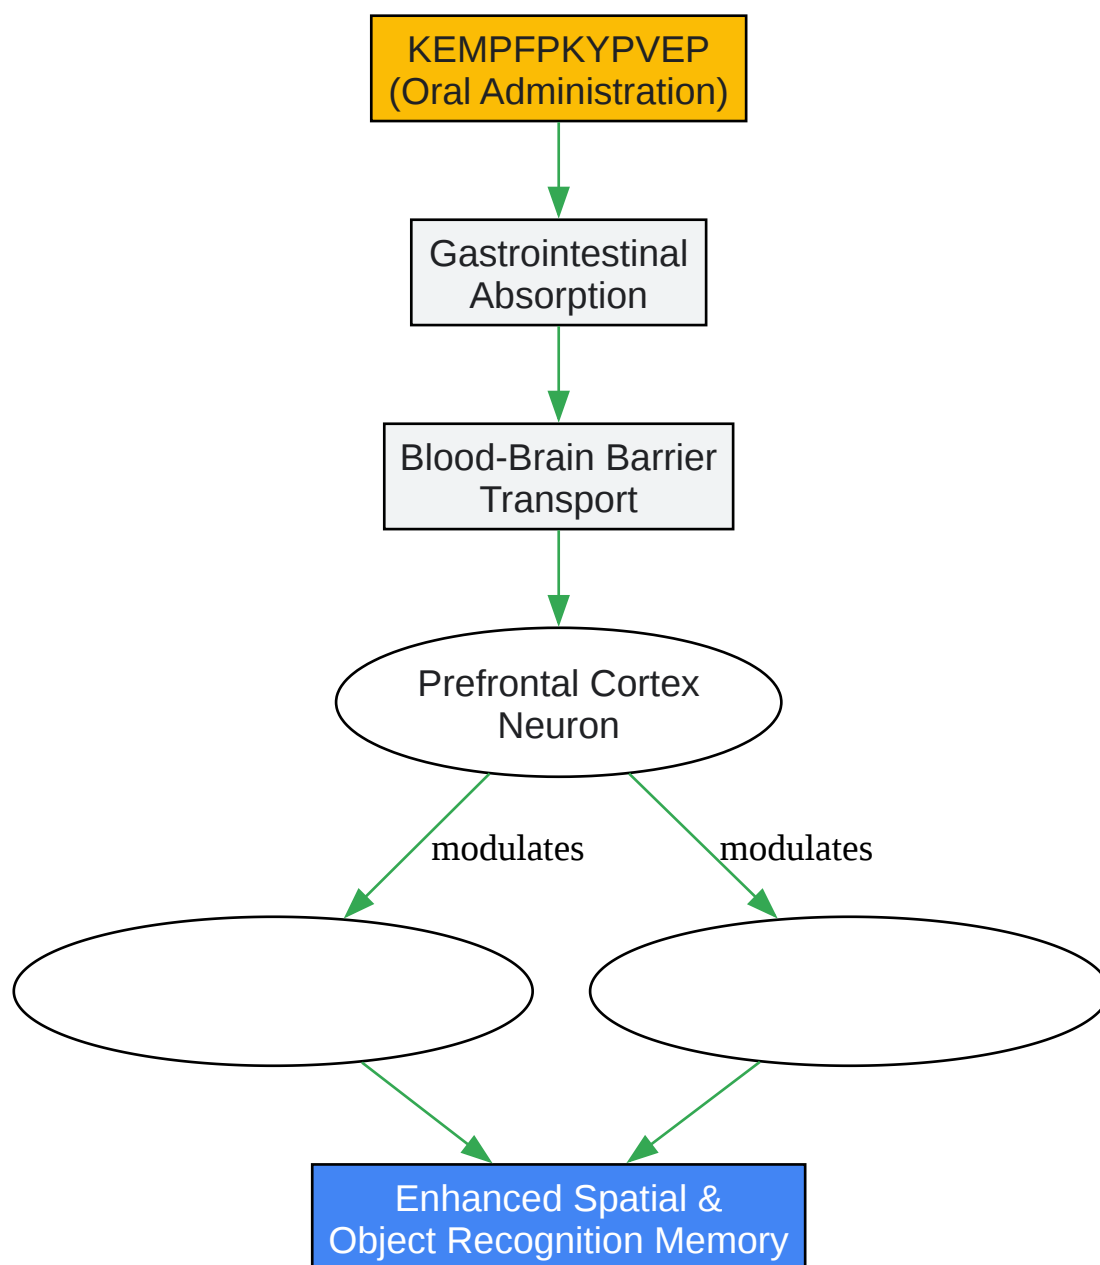 KEMPFPKYPVEP
(Oral Administration)
Gastrointestinal
Absorption
Blood-Brain Barrier
Transport
Prefrontal Cortex
Neuron
modulates
modulates
Enhanced Spatial &
Object Recognition Memory